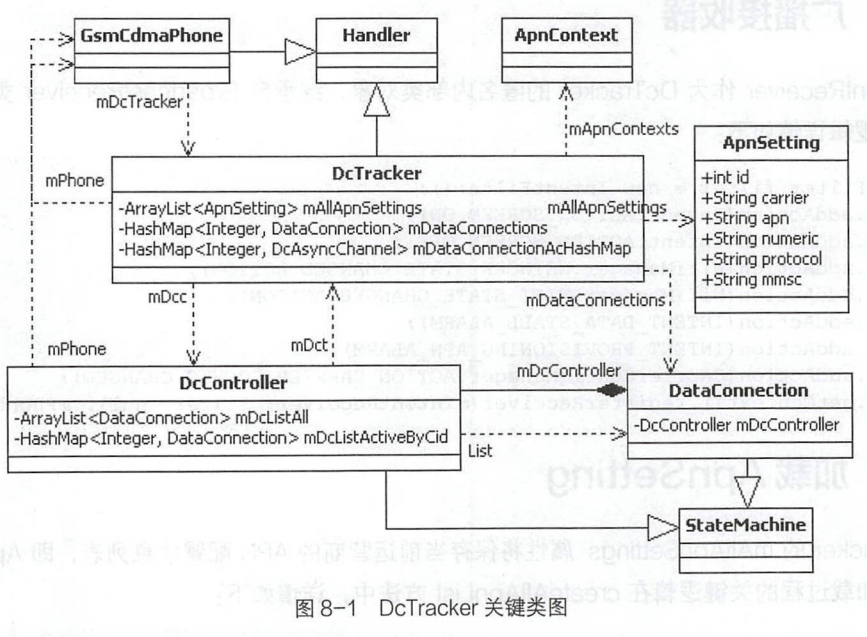 GsmCdmaPhone
Handler
ApnContext
mDcTracker
mApnContexts
mPhone
DcTracker
-ArrayList<ApnSetting> mAllApnSettings
-HashMap<Integer, DataConnection> mDataConnections
-HashMap<Integer, DcAsyncChannel> mDataConnectionAcHashMap
mAllApnSettings
ApnSetting
+int id
+String carrier
+String apn
+String numeric
+String protocol
+String mmsc
mDcc
mDct
mDataConnections
mPhone
mDcController
DcController
-ArrayList<DataConnection> mDcListAll
-HashMap<Integer, DataConnection> mDcListActiveByCid
List
DataConnection
-DcController mDcController
StateMachine
图 8-1 DcTracker 关键类图